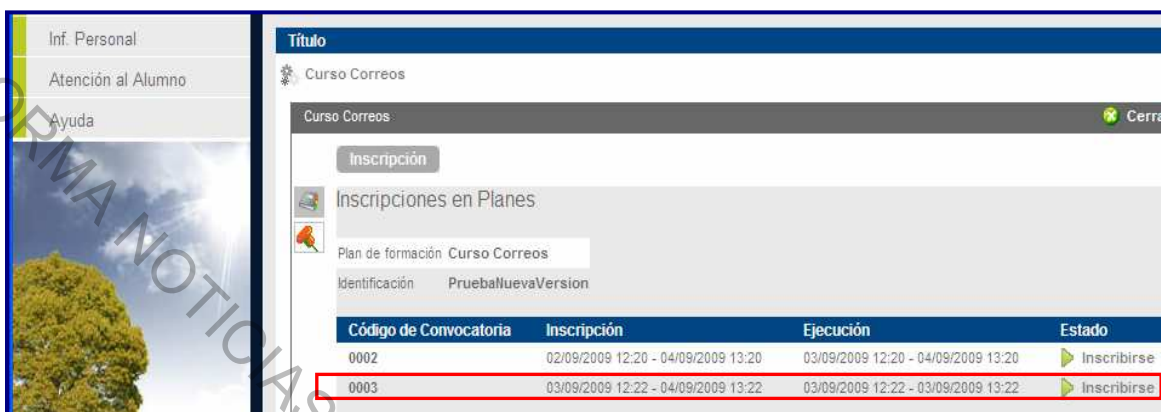 Inf. Personal
Atención al Alumno
Ayuda
Título
Curso Correos
Curso Correos
Cerra
Inscripción
Inscripciones en Planes
Plan de formación Curso Correos
Identificación PruebaNuevaVersion
Código de Convocatoria Inscripción Ejecución Estado
0002 02/09/2009 12:20 - 04/09/2009 13:20 03/09/2009 12:20 - 04/09/2009 13:20 Inscribirse
0003 03/09/2009 12:22 - 04/09/2009 13:22 03/09/2009 12:22 - 03/09/2009 13:22 Inscribirse
ORMA NOTICIAS